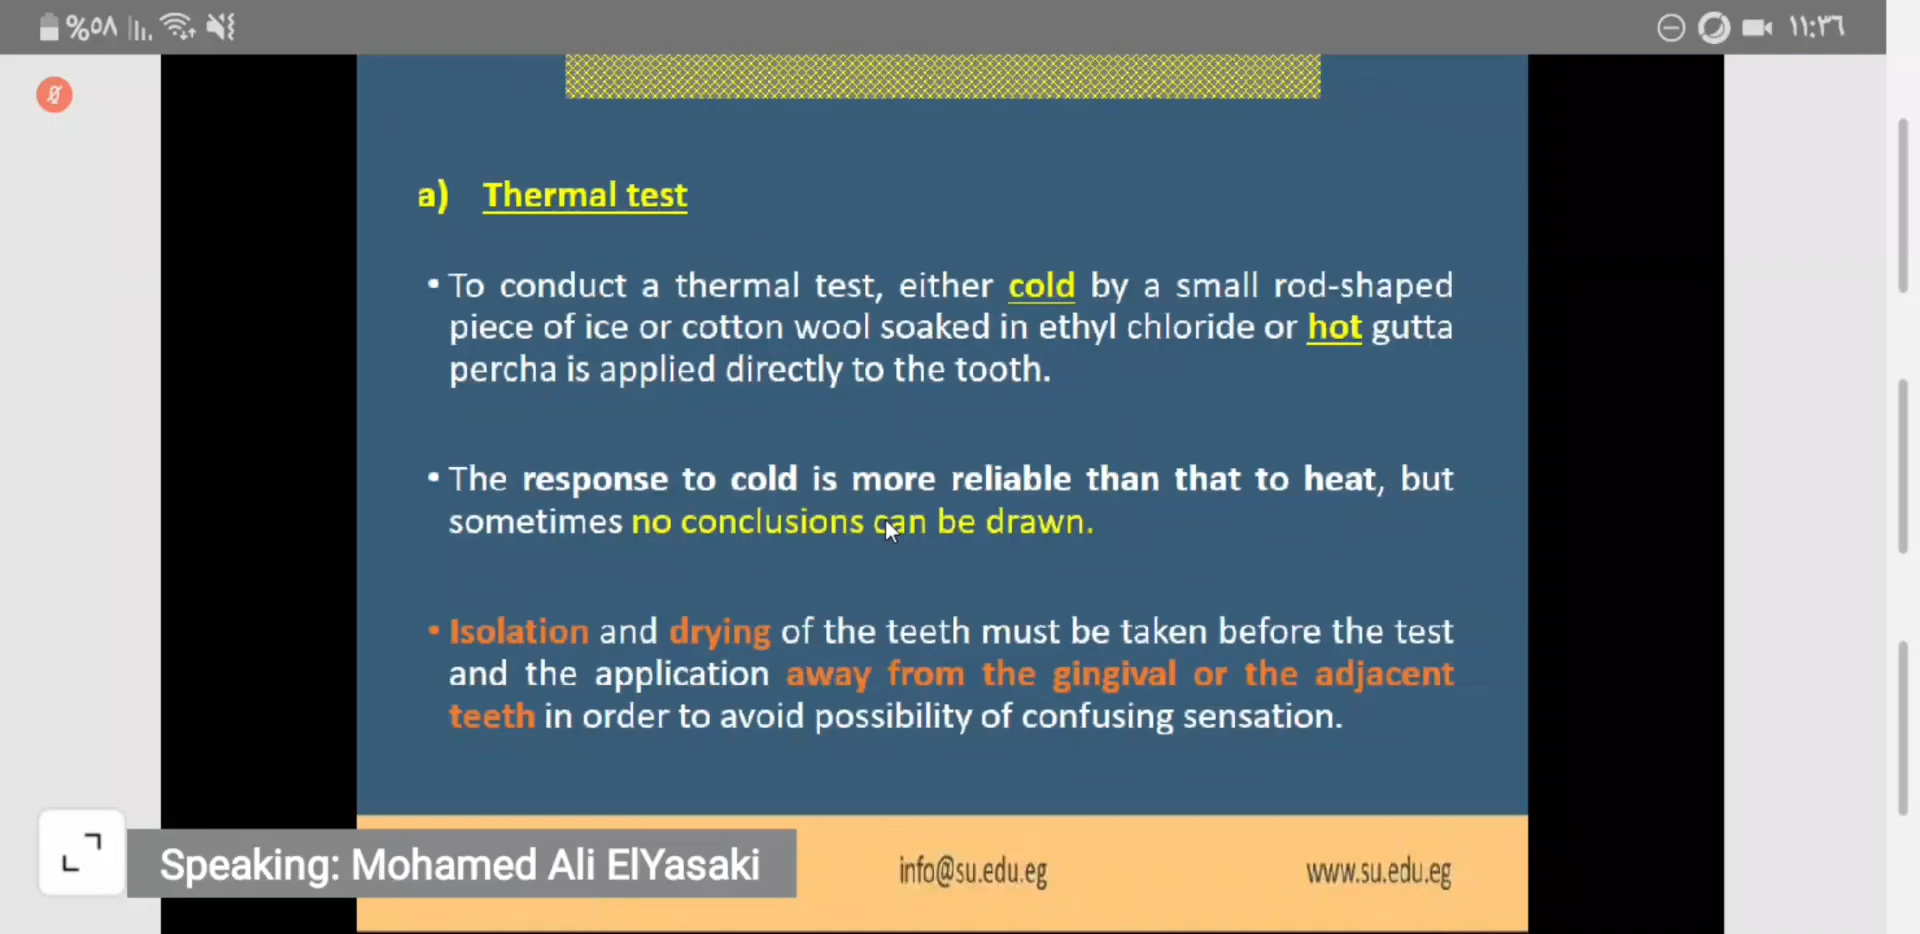 %٥٨
١١:٣٦
a) Thermal test
• To conduct a thermal test, either cold by a small rod-shaped
piece of ice or cotton wool soaked in ethyl chloride or hot gutta
percha is applied directly to the tooth.
• The response to cold is more reliable than that to heat, but
sometimes no conclusions can be drawn.
• Isolation and drying of the teeth must be taken before the test
and the application away from the gingival or the adjacent
teeth in order to avoid possibility of confusing sensation.
Speaking: Mohamed Ali ElYasaki
info@su.edu.eg
www.su.edu.eg